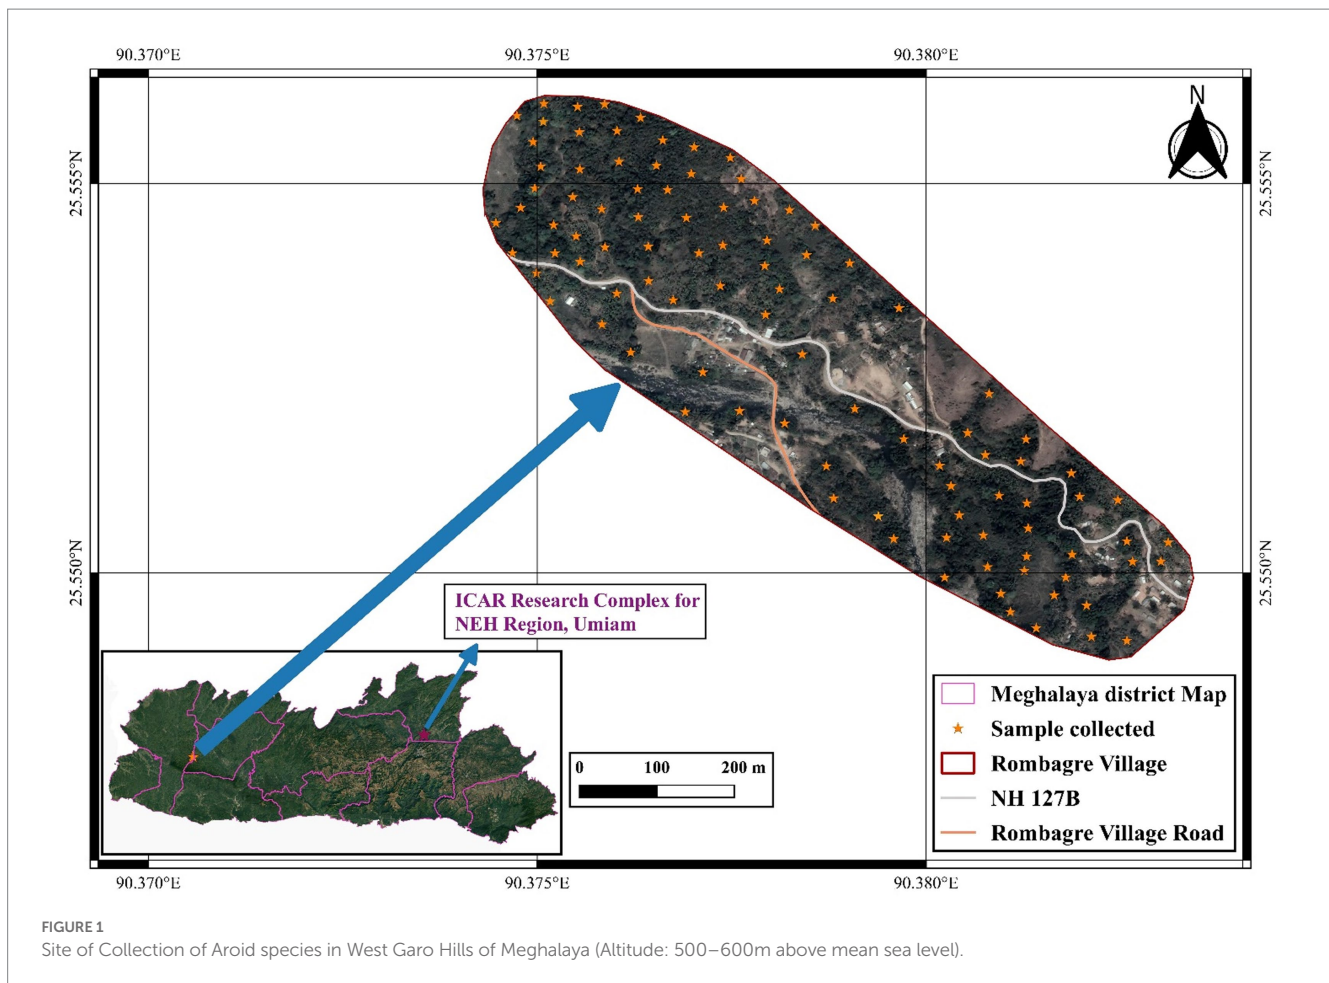 90.370°E 90.375°E 90.380°E
N
25.555°N 25.555°N
25.550°N 25.550°N
ICAR Research Complex for
NEH Region, Umiam
Meghalaya district Map
Sample collected
Rombagre Village
NH 127B
Rombagre Village Road
0 100 200 m
90.370°E 90.375°E 90.380°E
FIGURE 1
Site of Collection of Aroid species in West Garo Hills of Meghalaya (Altitude: 500–600m above mean sea level).